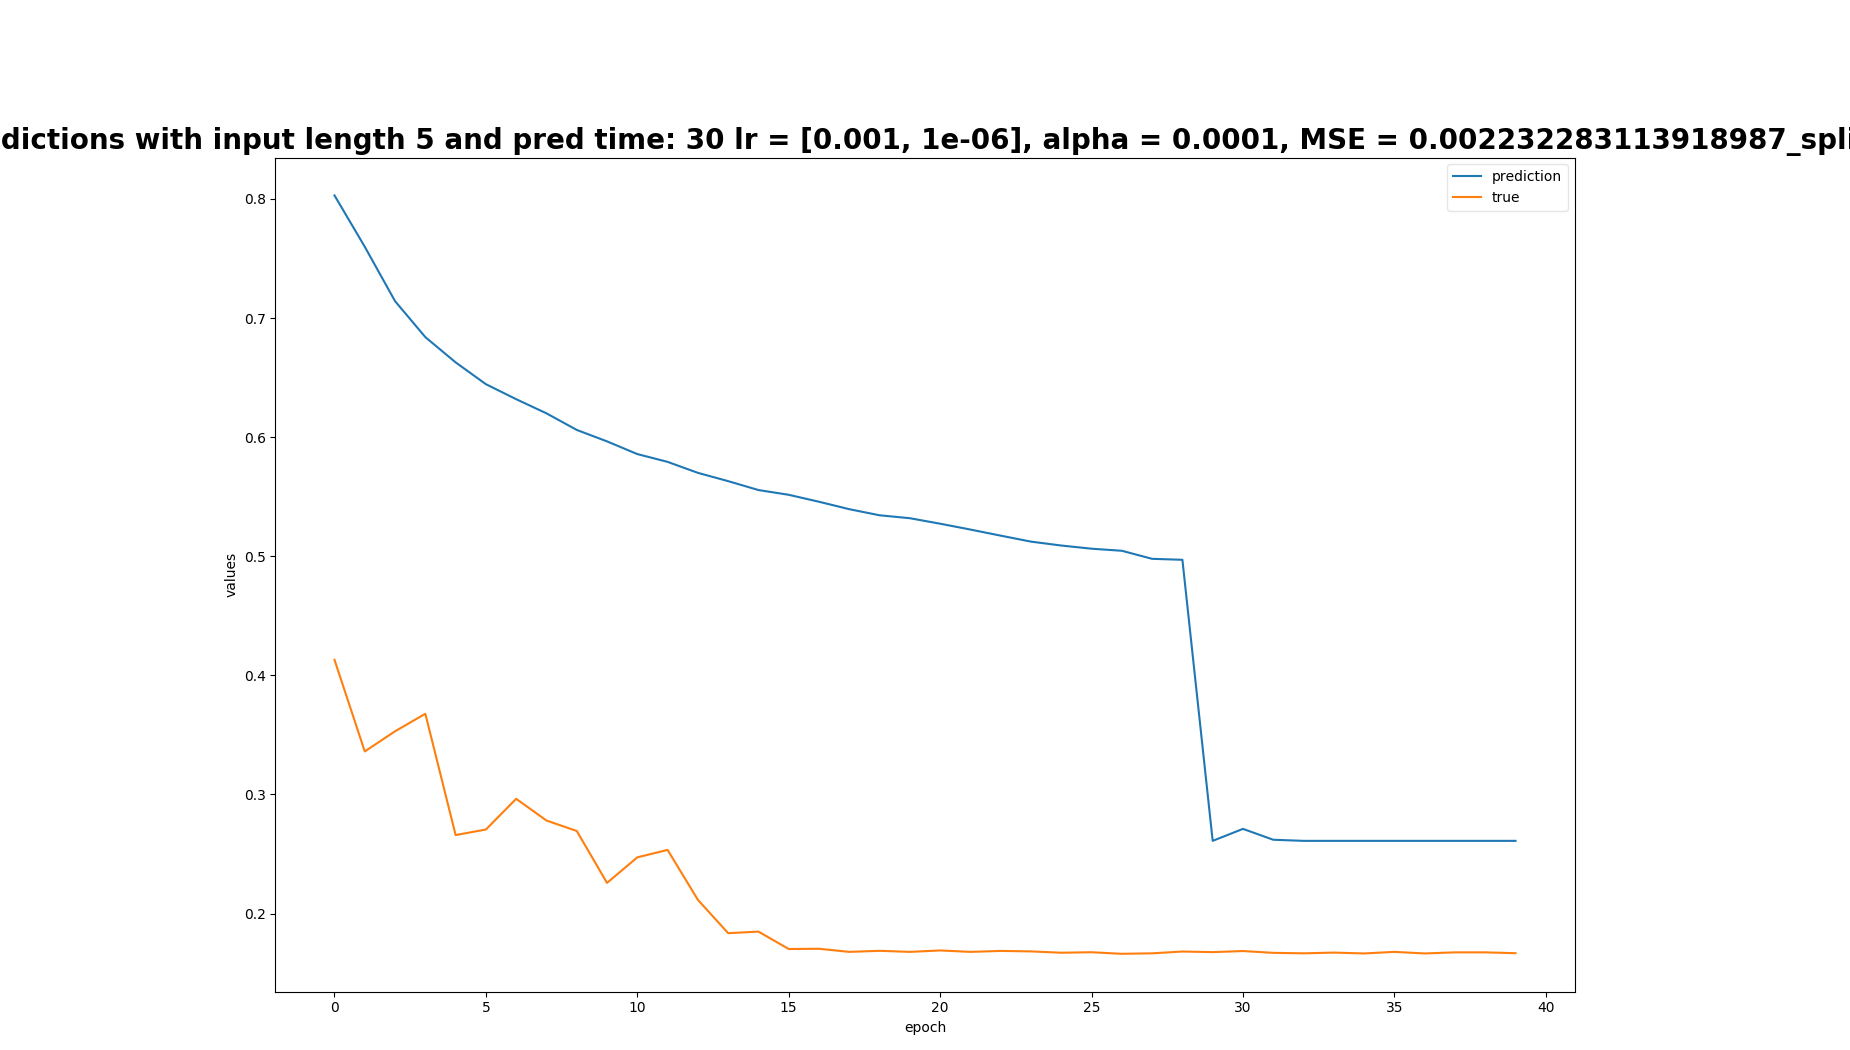 dictions with input length 5 and pred time: 30 lr = [0.001, 1e-06], alpha = 0.0001, MSE = 0.002232283113918987_spli
prediction
true
0.8
0.7
0.6
0.5
0.4
0.3
0.2
values
0 5 10 15 20 25 30 35 40
epoch